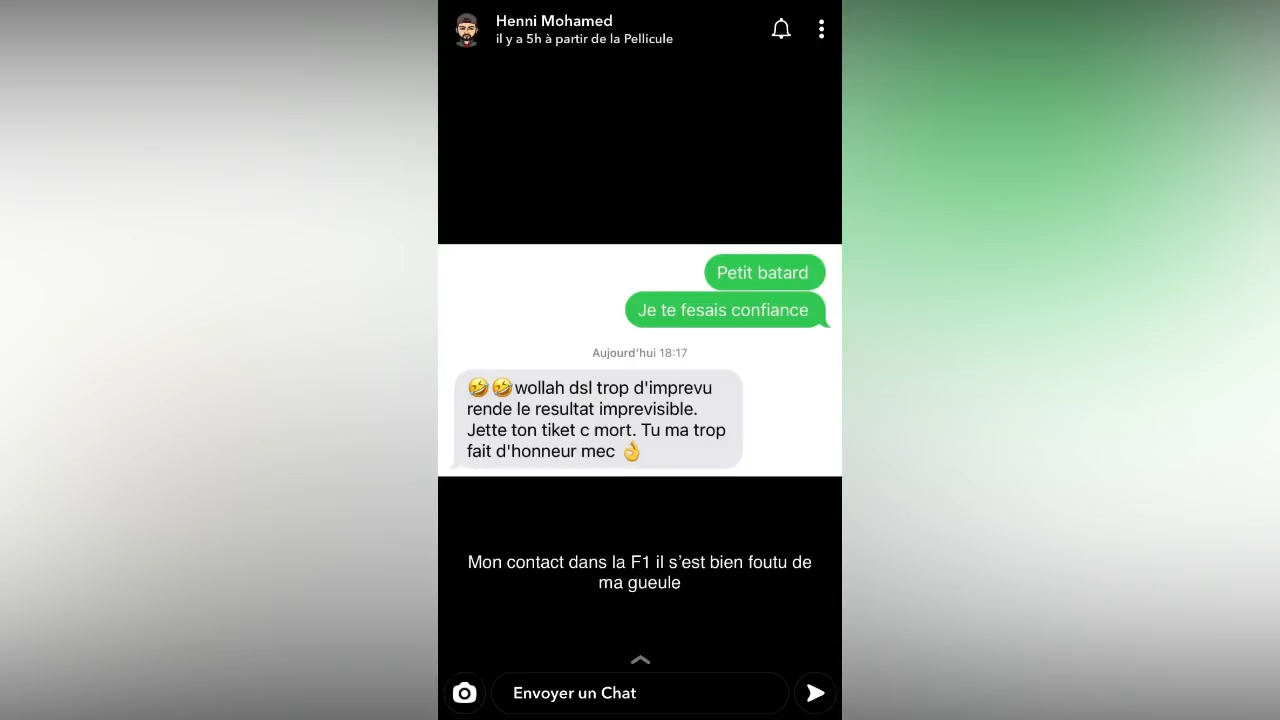 Henni Mohamed
il y a 5h à partir de la Pellicule
Petit batard
Je te fesais confiance
Aujourd'hui 18:17
🤣🤣wollah dsl trop d'imprevu
rende le resultat imprevisible.
Jette ton tiket c mort. Tu ma trop
fait d'honneur mec 👌
Mon contact dans la F1 il s'est bien foutu de
ma gueule
Envoyer un Chat